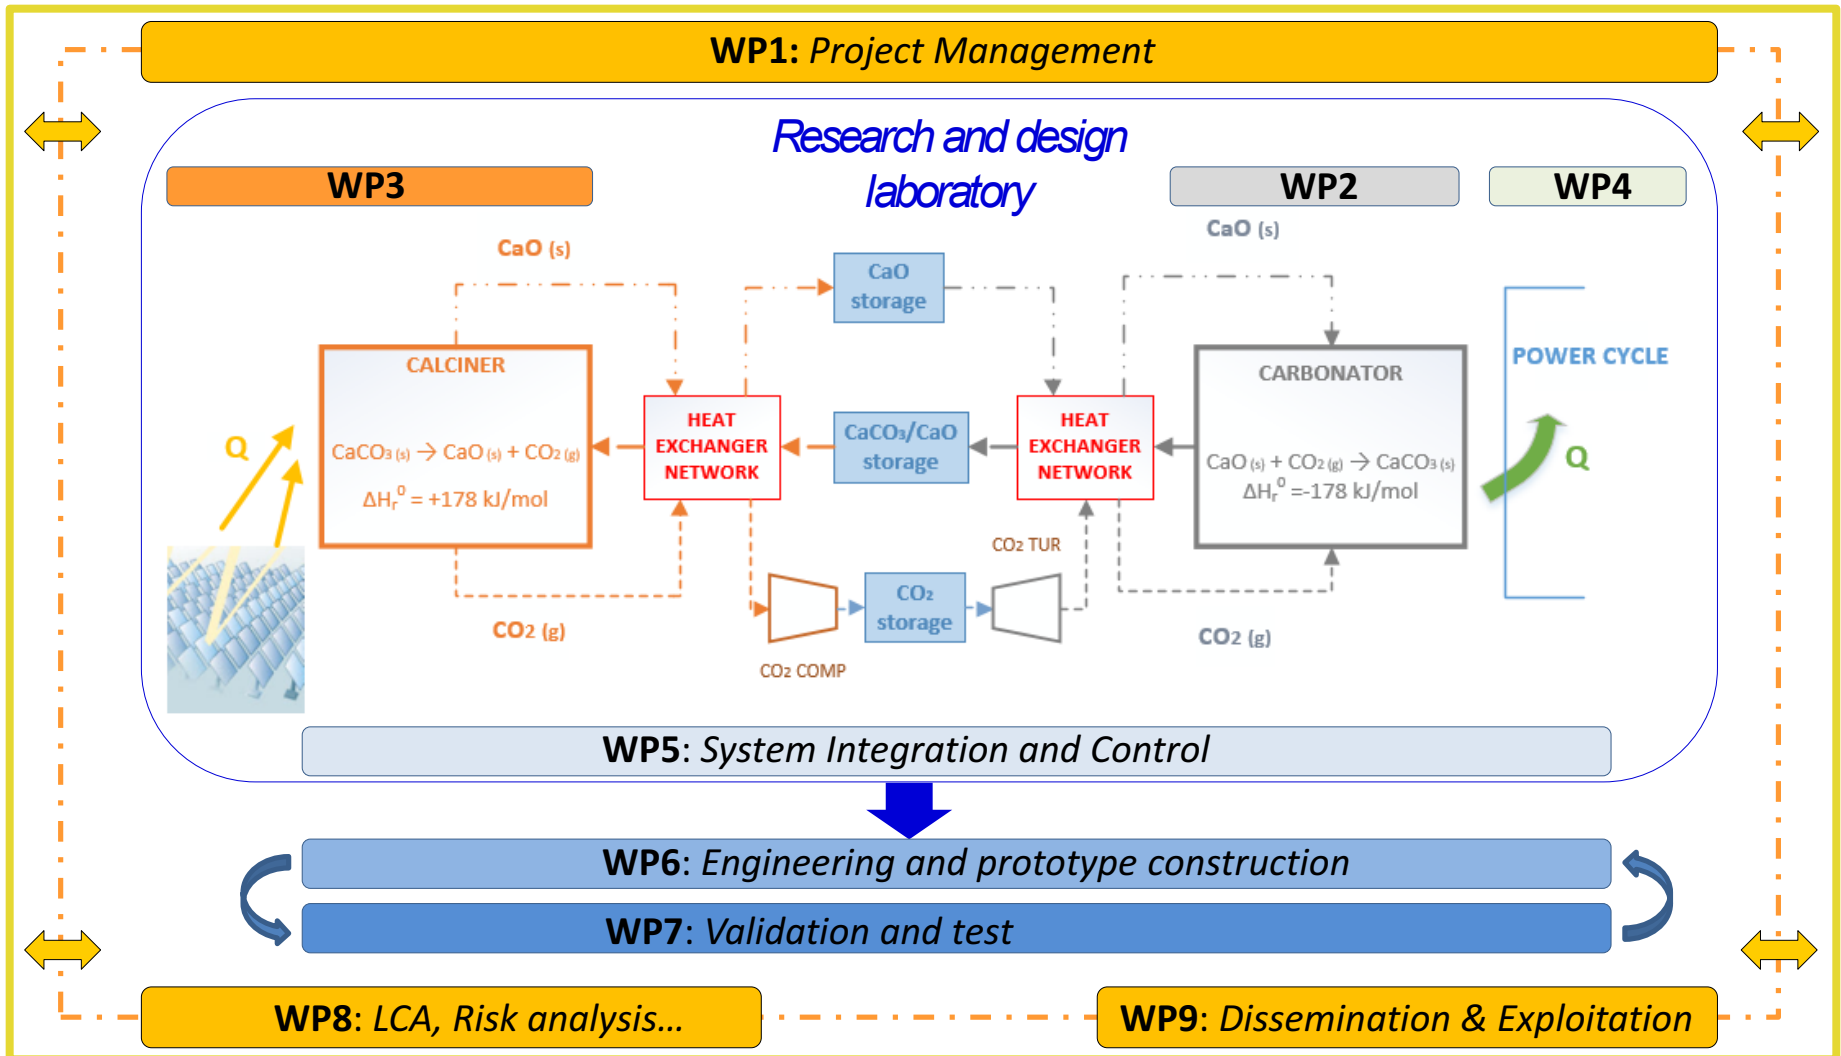 WP1: Project Management
Research and design
laboratory
WP3
WP2
WP4
CaO (s)
CaO (s)
CaO
storage
CALCINER
CaCO₃ (s) → CaO (s) + CO₂ (g)
ΔHᵣ⁰ = +178 kJ/mol
Q
HEAT
EXCHANGER
NETWORK
CaCO₃/CaO
storage
HEAT
EXCHANGER
NETWORK
CARBONATOR
CaO (s) + CO₂ (g) → CaCO₃ (s)
ΔHᵣ⁰ =-178 kJ/mol
POWER CYCLE
Q
CO₂ TUR
CO₂
storage
CO₂ (g)
CO₂ COMP
CO₂ (g)
WP5: System Integration and Control
WP6: Engineering and prototype construction
WP7: Validation and test
WP8: LCA, Risk analysis...
WP9: Dissemination & Exploitation